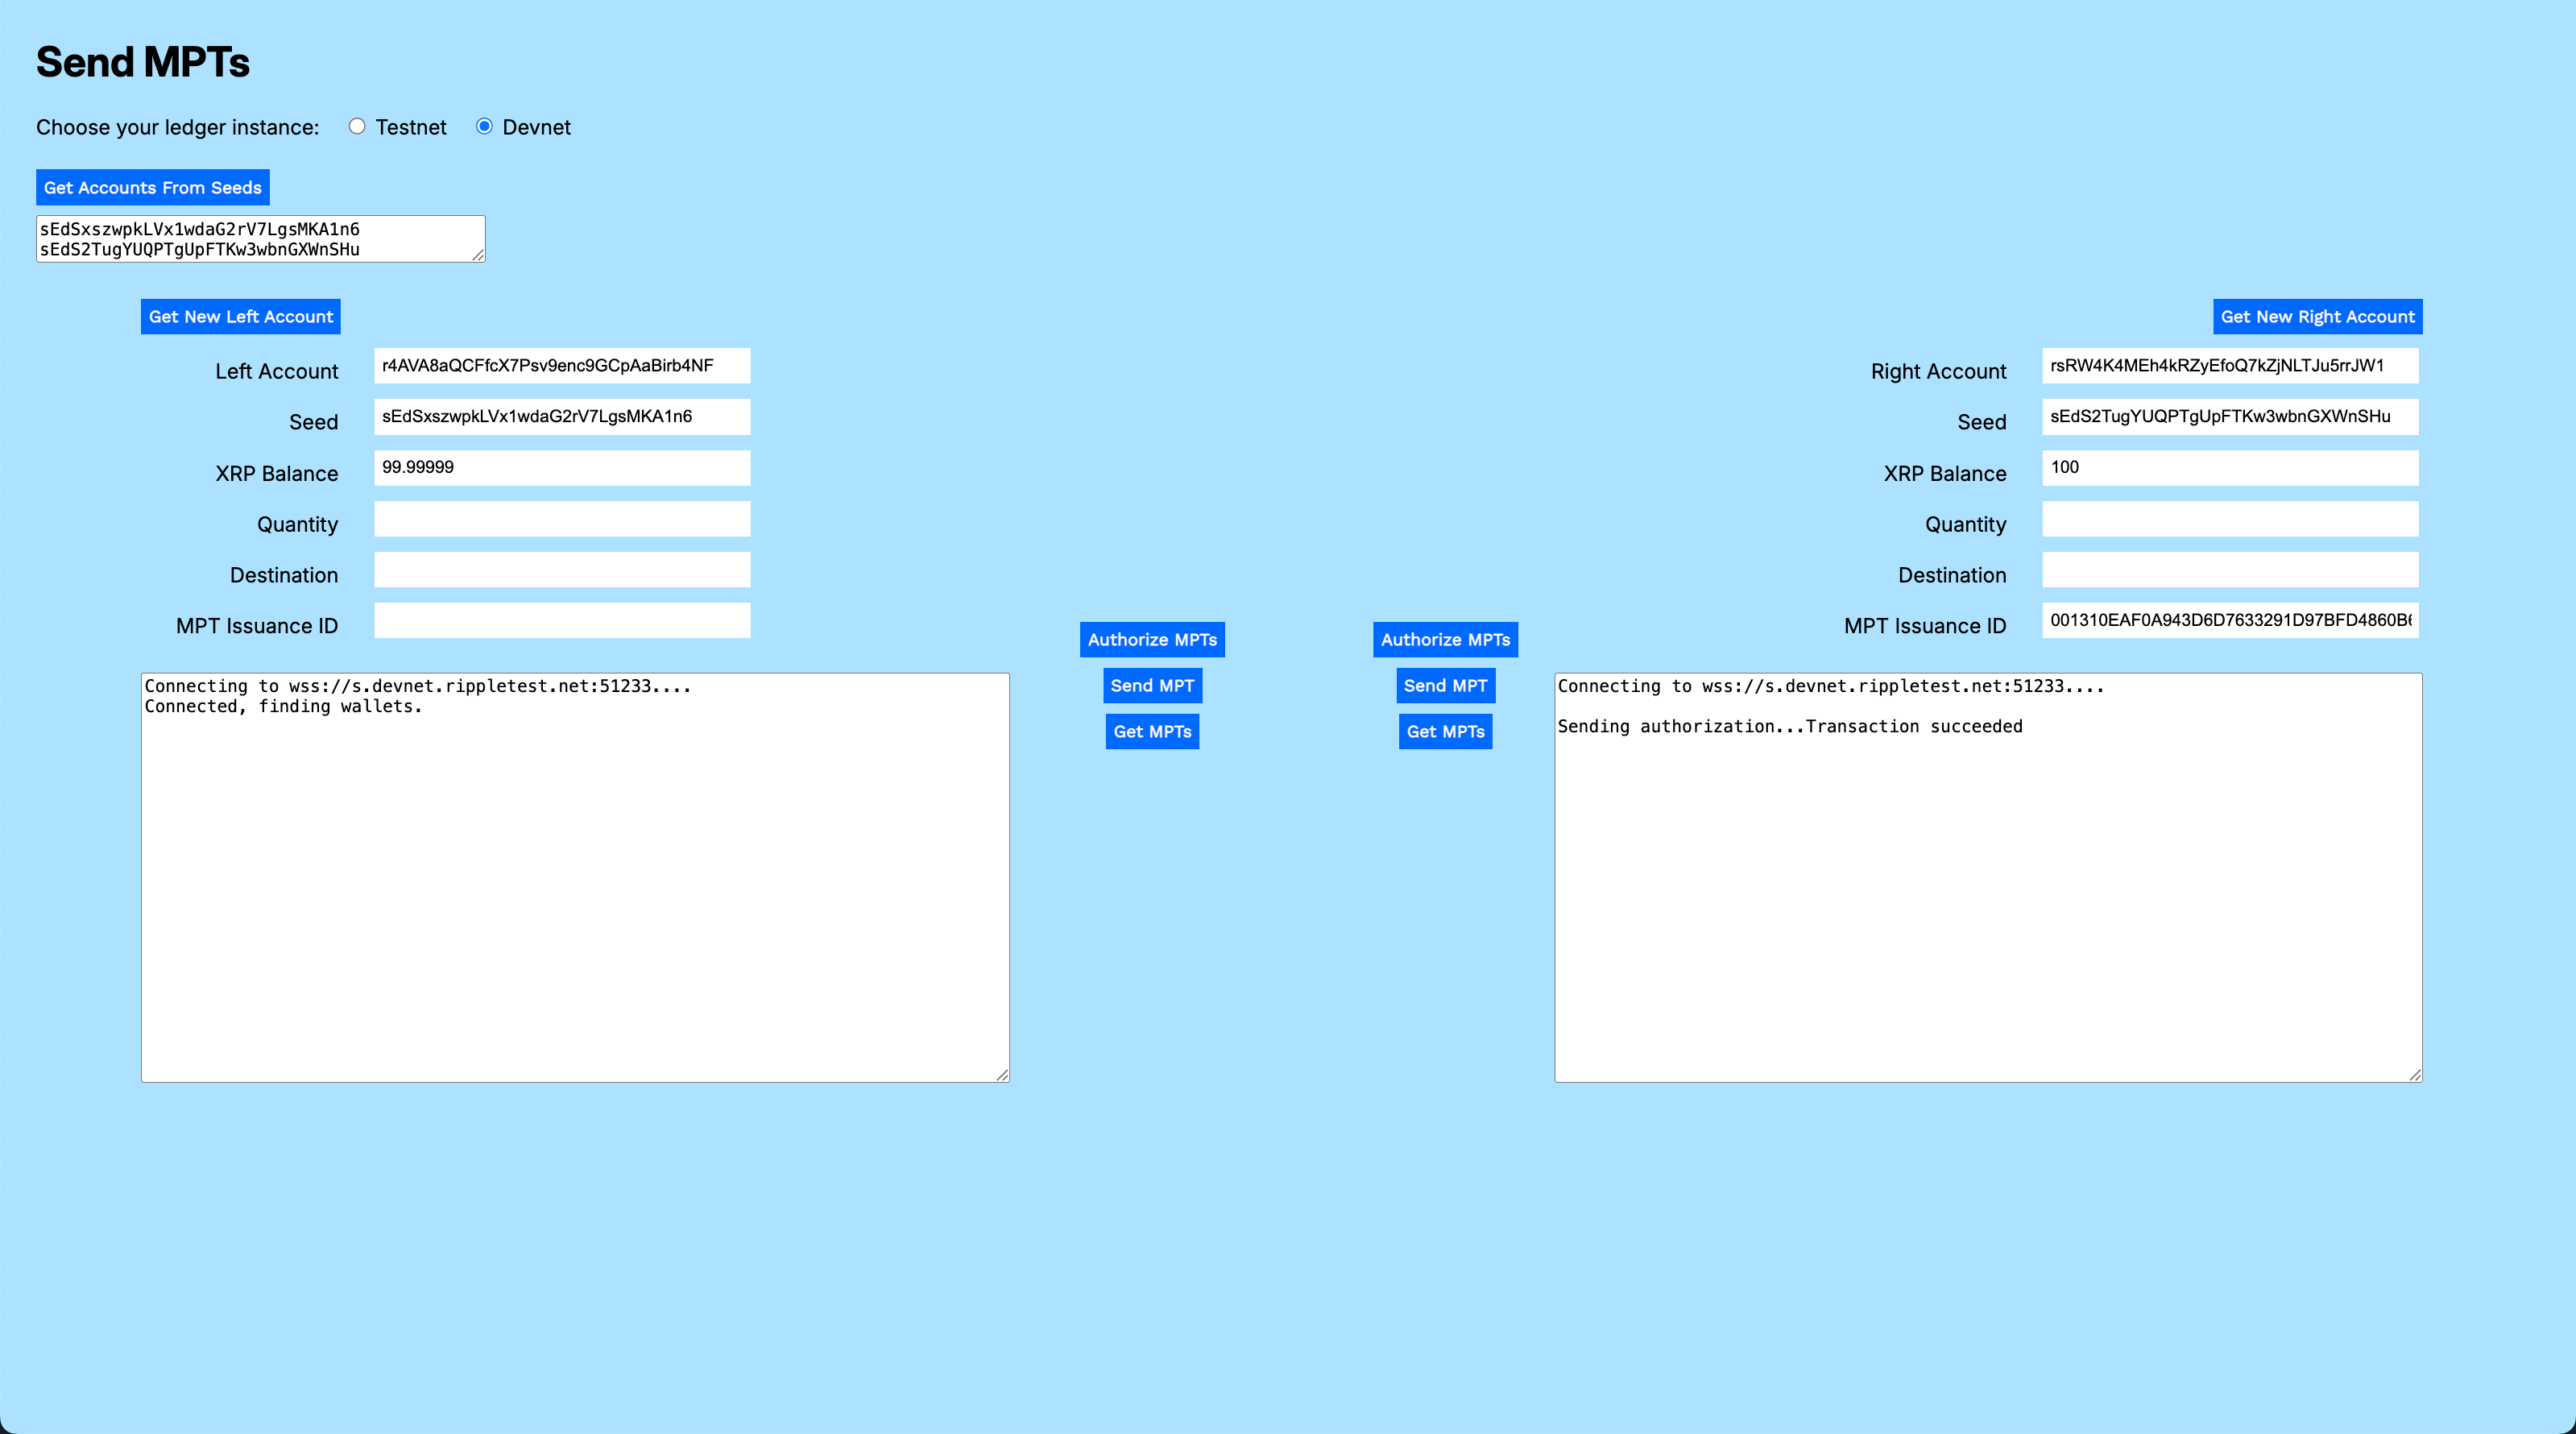 Send MPTs
Choose your ledger instance: Testnet Devnet
Get Accounts From Seeds
sEdSxszwpkLVx1wdaG2rV7LgsMKA1n6
sEdS2TugYUQPTgUpFTKw3wbnGXWnSHu
Get New Left Account
Left Account r4AVA8aQCFfcX7Psv9enc9GCpAaBirb4NF
Seed sEdSxszwpkLVx1wdaG2rV7LgsMKA1n6
XRP Balance 99.99999
Quantity
Destination
MPT Issuance ID
Connecting to wss://s.devnet.rippletest.net:51233....
Connected, finding wallets.
Authorize MPTs
Send MPT
Get MPTs
Authorize MPTs
Send MPT
Get MPTs
Get New Right Account
Right Account rsRW4K4MEh4kRZyEfoQ7kZjNLTJu5rrJW1
Seed sEdS2TugYUQPTgUpFTKw3wbnGXWnSHu
XRP Balance 100
Quantity
Destination
MPT Issuance ID 001310EAF0A943D6D7633291D97BFD4860B6
Connecting to wss://s.devnet.rippletest.net:51233....
Sending authorization...Transaction succeeded